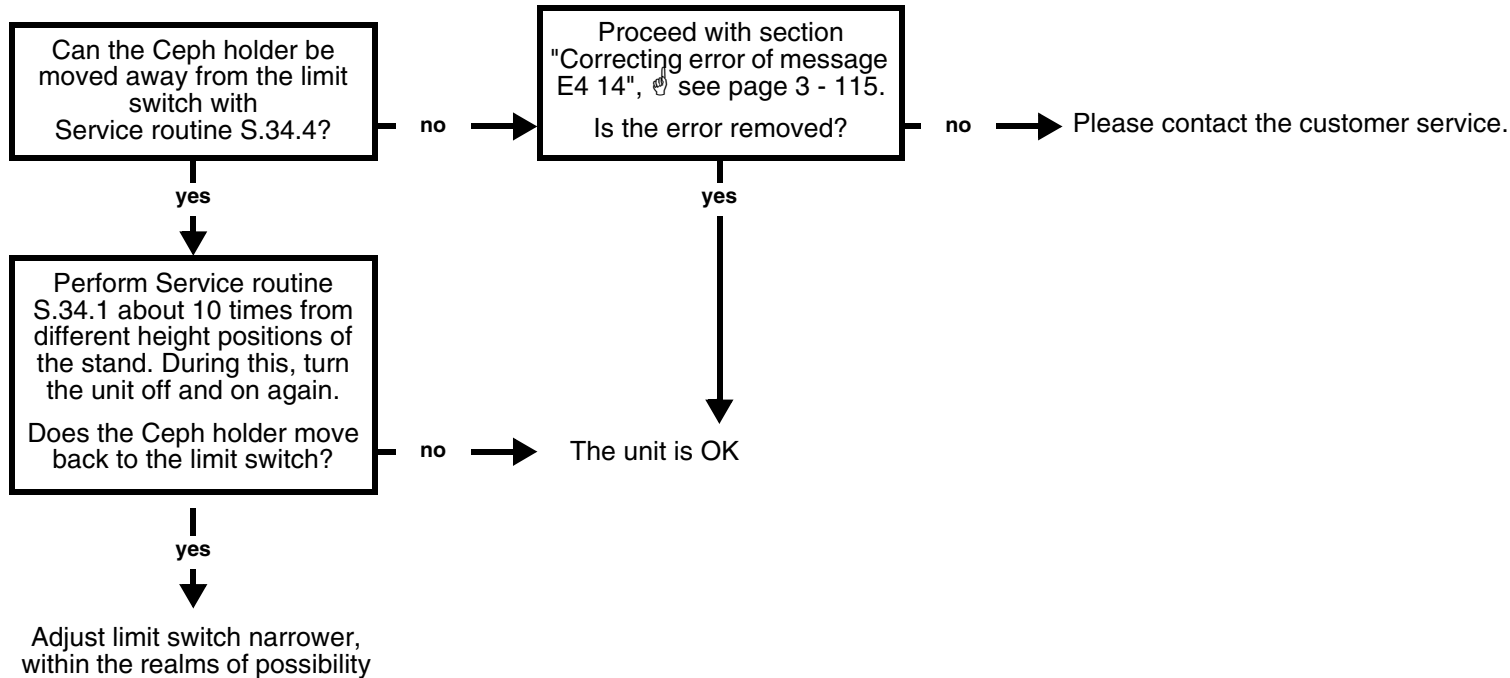 Can the Ceph holder be
moved away from the limit
switch with
Service routine S.34.4?
no
Proceed with section
"Correcting error of message
E4 14", ☝ see page 3 - 115.
Is the error removed?
no
Please contact the customer service.
yes
yes
Perform Service routine
S.34.1 about 10 times from
different height positions of
the stand. During this, turn
the unit off and on again.
Does the Ceph holder move
back to the limit switch?
no
The unit is OK
yes
Adjust limit switch narrower,
within the realms of possibility